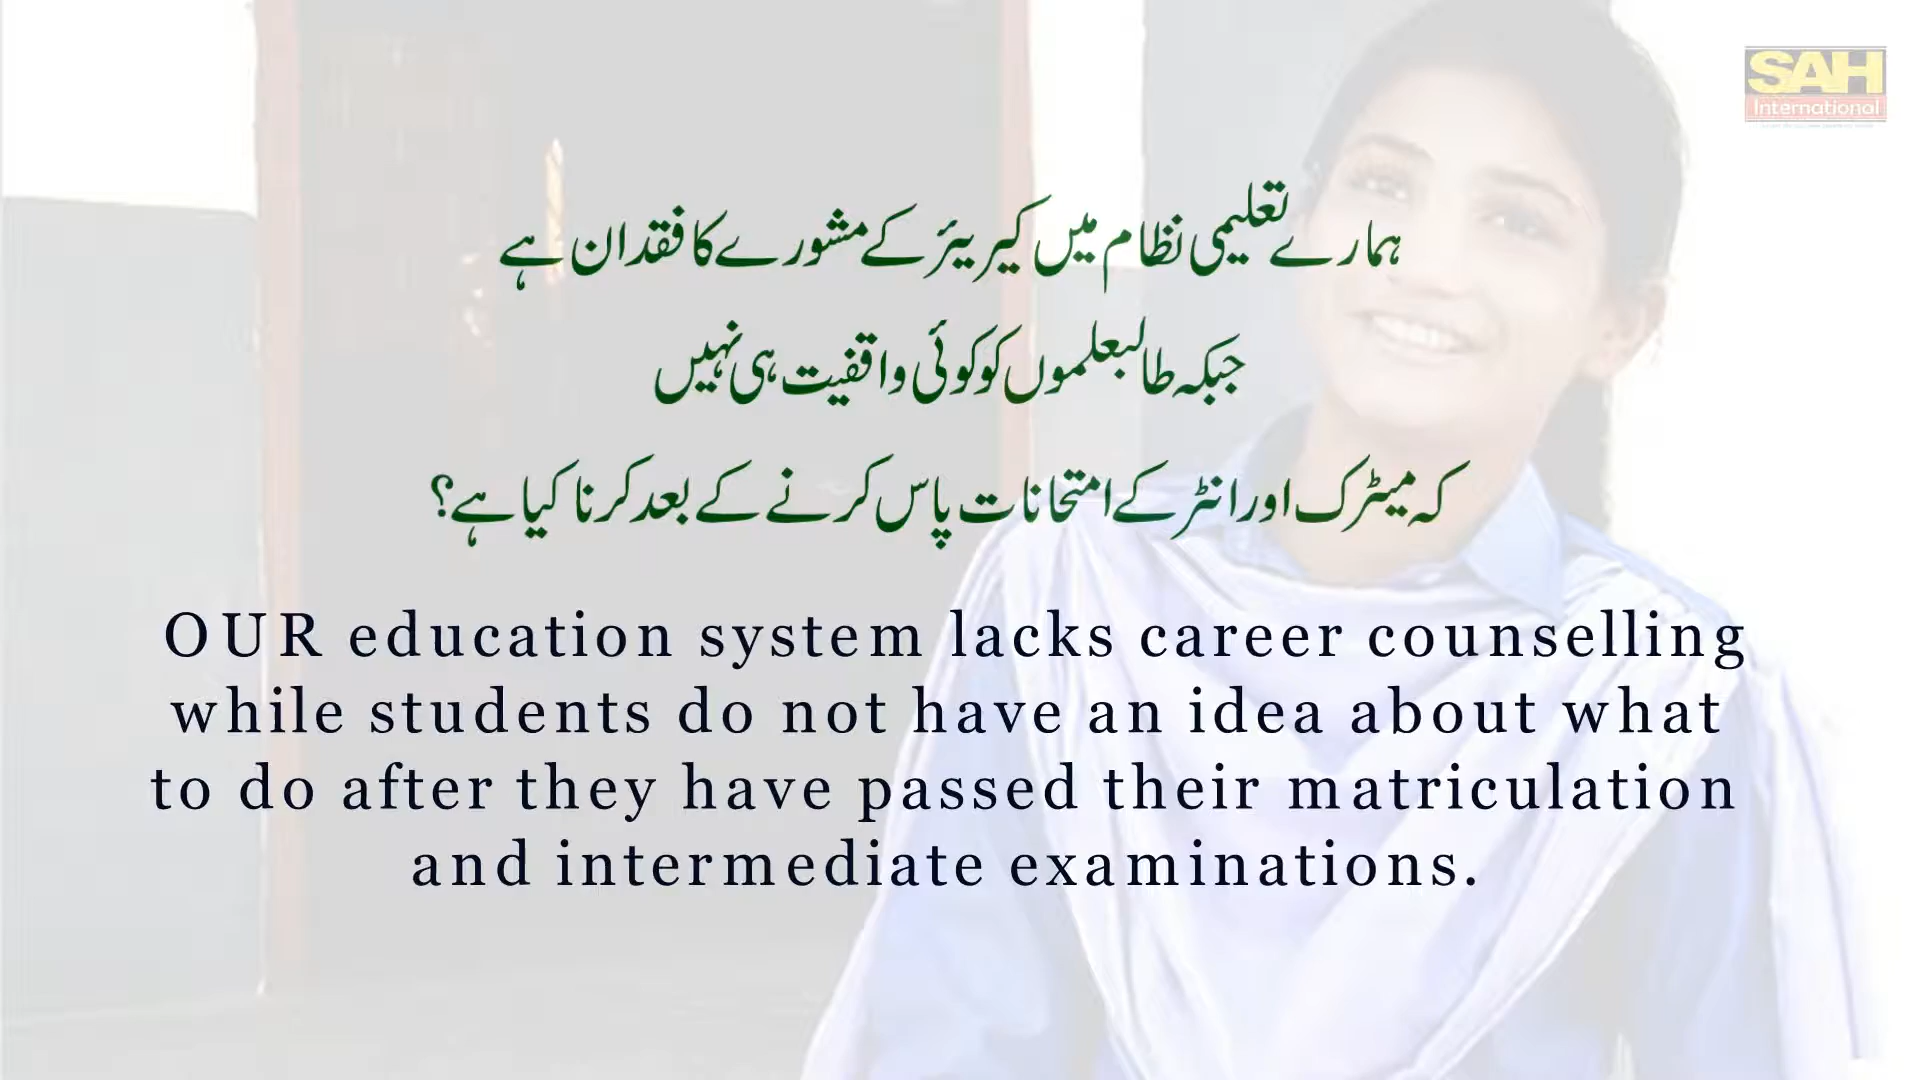 SAH
International
ہمارے تعلیمی نظام میں کیریئر کے مشورے کا فقدان ہے
جبکہ طالبعلموں کو کوئی واقفیت ہی نہیں
کہ میٹرک اور انٹر کے امتحانات پاس کرنے کے بعد کرنا کیا ہے؟
OUR education system lacks career counselling
while students do not have an idea about what
to do after they have passed their matriculation
and intermediate examinations.